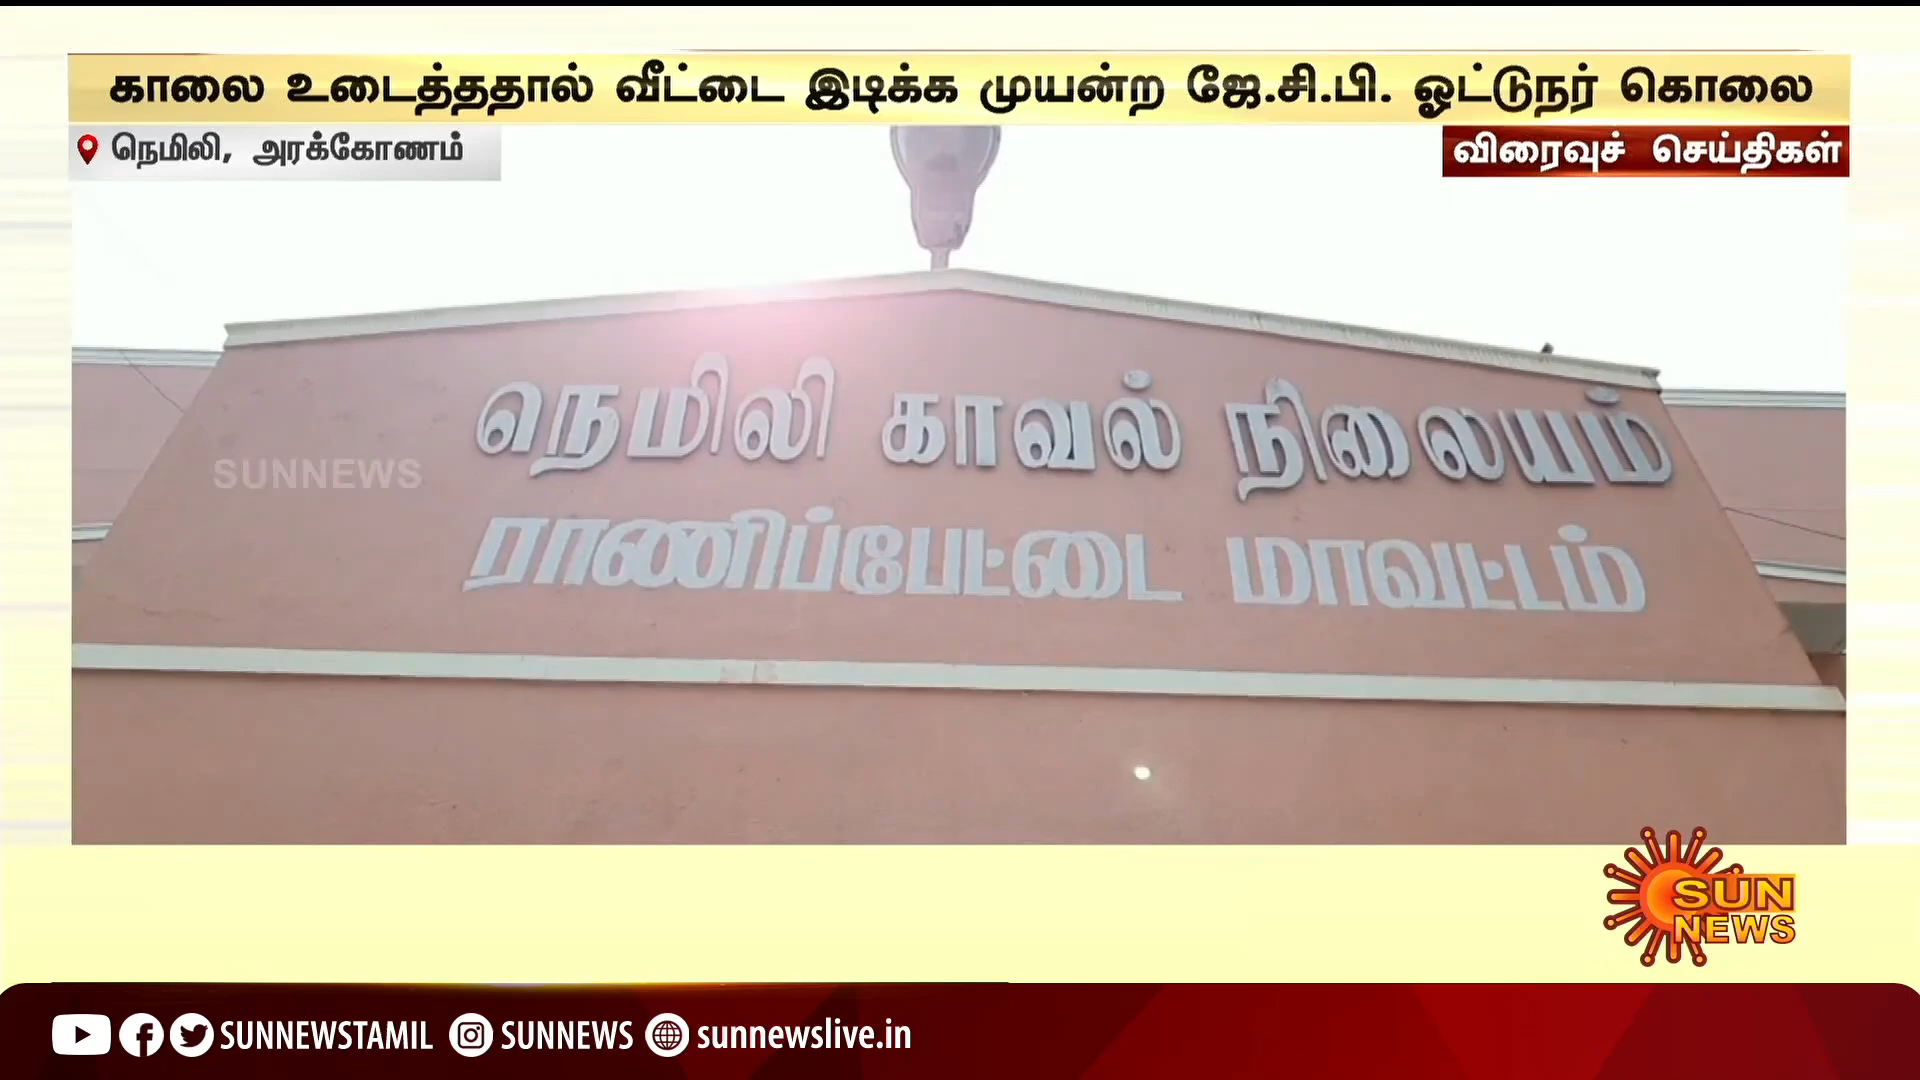 காலை உடைத்ததால் வீட்டை இடிக்க முயன்ற ஜே.சி.பி. ஓட்டுநர் கொலை
நெமிலி, அரக்கோணம்
விரைவுச் செய்திகள்
நெமிலி காவல் நிலையம்
SUNNEWS
ராணிப்பேட்டை மாவட்டம்
SUN
NEWS
SUNNEWSTAMIL SUNNEWS sunnewslive.in